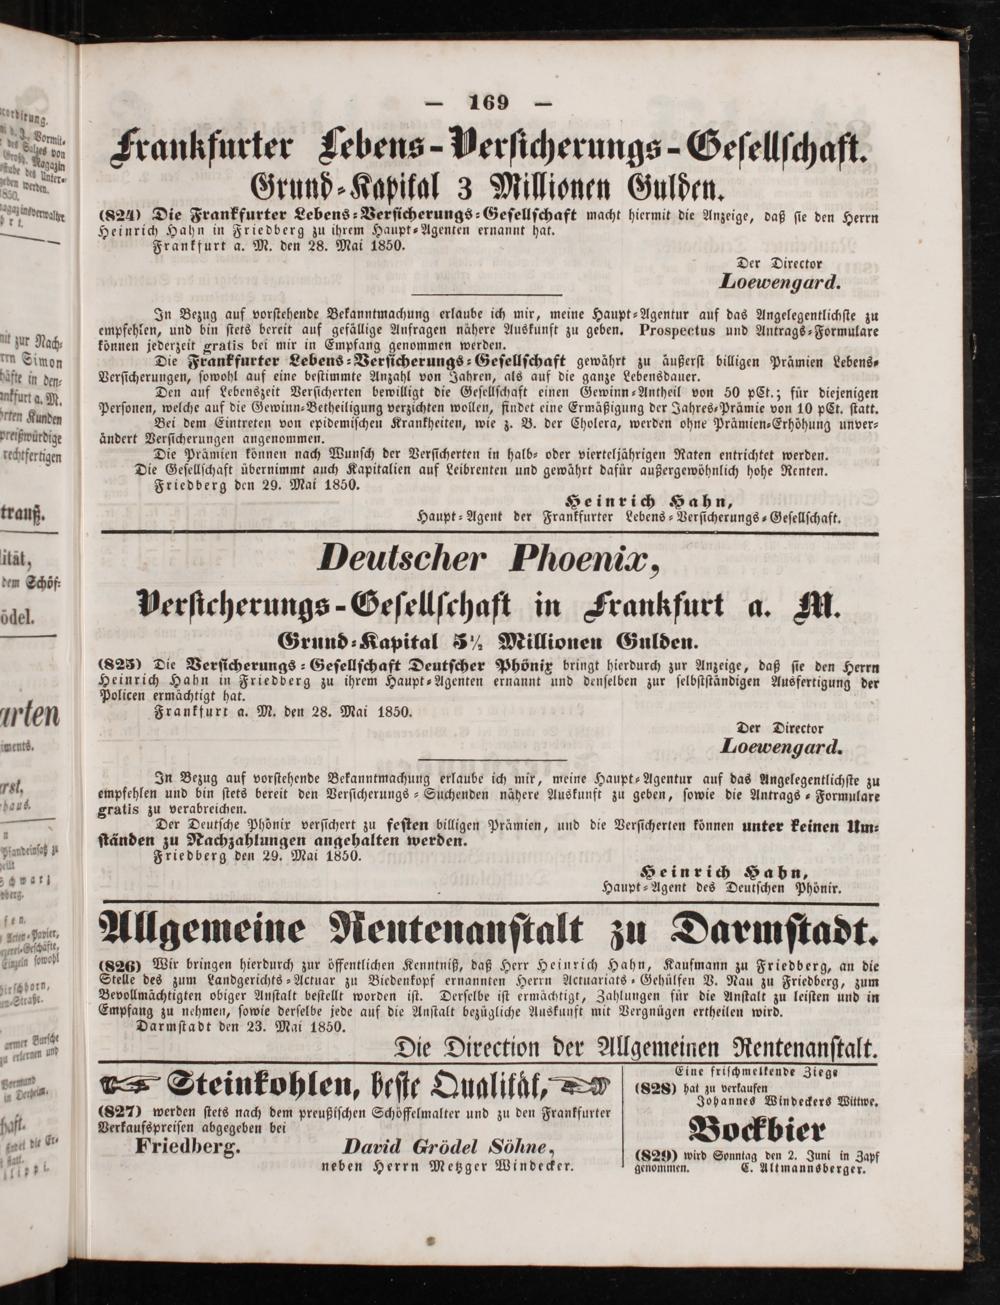 — 169 —
Frankfurter Lebens-Versicherungs-Gesellschaft.
Grund-Kapital 3 Millionen Gulden.
(824) Die Frankfurter Lebens-Versicherungs-Gesellschaft macht hiermit die Anzeige, daß sie den Herrn
Heinrich Hahn in Friedberg zu ihrem Haupt-Agenten ernannt hat.
Frankfurt a. M. den 28. Mai 1850.
Der Director
Loewengard.
In Bezug auf vorstehende Bekanntmachung erlaube ich mir, meine Haupt-Agentur auf das Angelegentlichste zu
empfehlen, und bin stets bereit auf gefällige Anfragen nähere Auskunft zu geben. Prospectus und Antrags-Formulare
können jederzeit gratis bei mir in Empfang genommen werden.
Die Frankfurter Lebens-Versicherungs-Gesellschaft gewährt zu äußerst billigen Prämien Lebens-
Versicherungen, sowohl auf eine bestimmte Anzahl von Jahren, als auf die ganze Lebensdauer.
Den auf Lebenszeit Versicherten bewilligt die Gesellschaft einen Gewinn-Antheil von 50 pCt.; für diejenigen
Personen, welche auf die Gewinn-Betheiligung verzichten wollen, findet eine Ermäßigung der Jahres-Prämie von 10 pCt. statt.
Bei dem Eintreten von epidemischen Krankheiten, wie z. B. der Cholera, werden ohne Prämien-Erhöhung unver-
ändert Versicherungen angenommen.
Die Prämien können nach Wunsch der Versicherten in halb- oder vierteljährigen Raten entrichtet werden.
Die Gesellschaft übernimmt auch Kapitalien auf Leibrenten und gewährt dafür außergewöhnlich hohe Renten.
Friedberg den 29. Mai 1850.
Heinrich Hahn,
Haupt-Agent der Frankfurter Lebens-Versicherungs-Gesellschaft.
Deutscher Phoenix,
Versicherungs-Gesellschaft in Frankfurt a. M.
Grund-Kapital 5½ Millionen Gulden.
(825) Die Versicherungs-Gesellschaft Deutscher Phönix bringt hierdurch zur Anzeige, daß sie den Herrn
Heinrich Hahn in Friedberg zu ihrem Haupt-Agenten ernannt und denselben zur selbstständigen Ausfertigung der
Policen ermächtigt hat.
Frankfurt a. M. den 28. Mai 1850.
Der Director
Loewengard.
In Bezug auf vorstehende Bekanntmachung erlaube ich mir, meine Haupt-Agentur auf das Angelegentlichste zu
empfehlen und bin stets bereit den Versicherungs-Suchenden nähere Auskunft zu geben, sowie die Antrags-Formulare
gratis zu verabreichen.
Der Deutsche Phönix versichert zu festen billigen Prämien, und die Versicherten können unter keinen Um-
ständen zu Nachzahlungen angehalten werden.
Friedberg den 29. Mai 1850.
Heinrich Hahn,
Haupt-Agent des Deutschen Phönix.
Allgemeine Rentenanstalt zu Darmstadt.
(826) Wir bringen hierdurch zur öffentlichen Kenntniß, daß Herr Heinrich Hahn, Kaufmann zu Friedberg, an die
Stelle des zum Landgerichts-Actuar zu Biedenkopf ernannten Herrn Actuariats-Gehülfen V. Nau zu Friedberg, zum
Bevollmächtigten obiger Anstalt bestellt worden ist. Derselbe ist ermächtigt, Zahlungen für die Anstalt zu leisten und in
Empfang zu nehmen, sowie derselbe jede auf die Anstalt bezügliche Auskunft mit Vergnügen ertheilen wird.
Darmstadt den 23. Mai 1850.
Die Direction der Allgemeinen Rentenanstalt.
Steinkohlen, beste Qualität,
(827) werden stets nach dem preußischen Schöffelmalter und zu den Frankfurter
Verkaufspreisen abgegeben bei
Friedberg. David Grödel Söhne,
neben Herrn Metzger Windecker.
Eine frischmelkende Ziege
(828) hat zu verkaufen
Johannes Windeckers Wittwe.
Bockbier
(829) wird Sonntag den 2. Juni in Zapf
genommen. C. Altmannsberger.